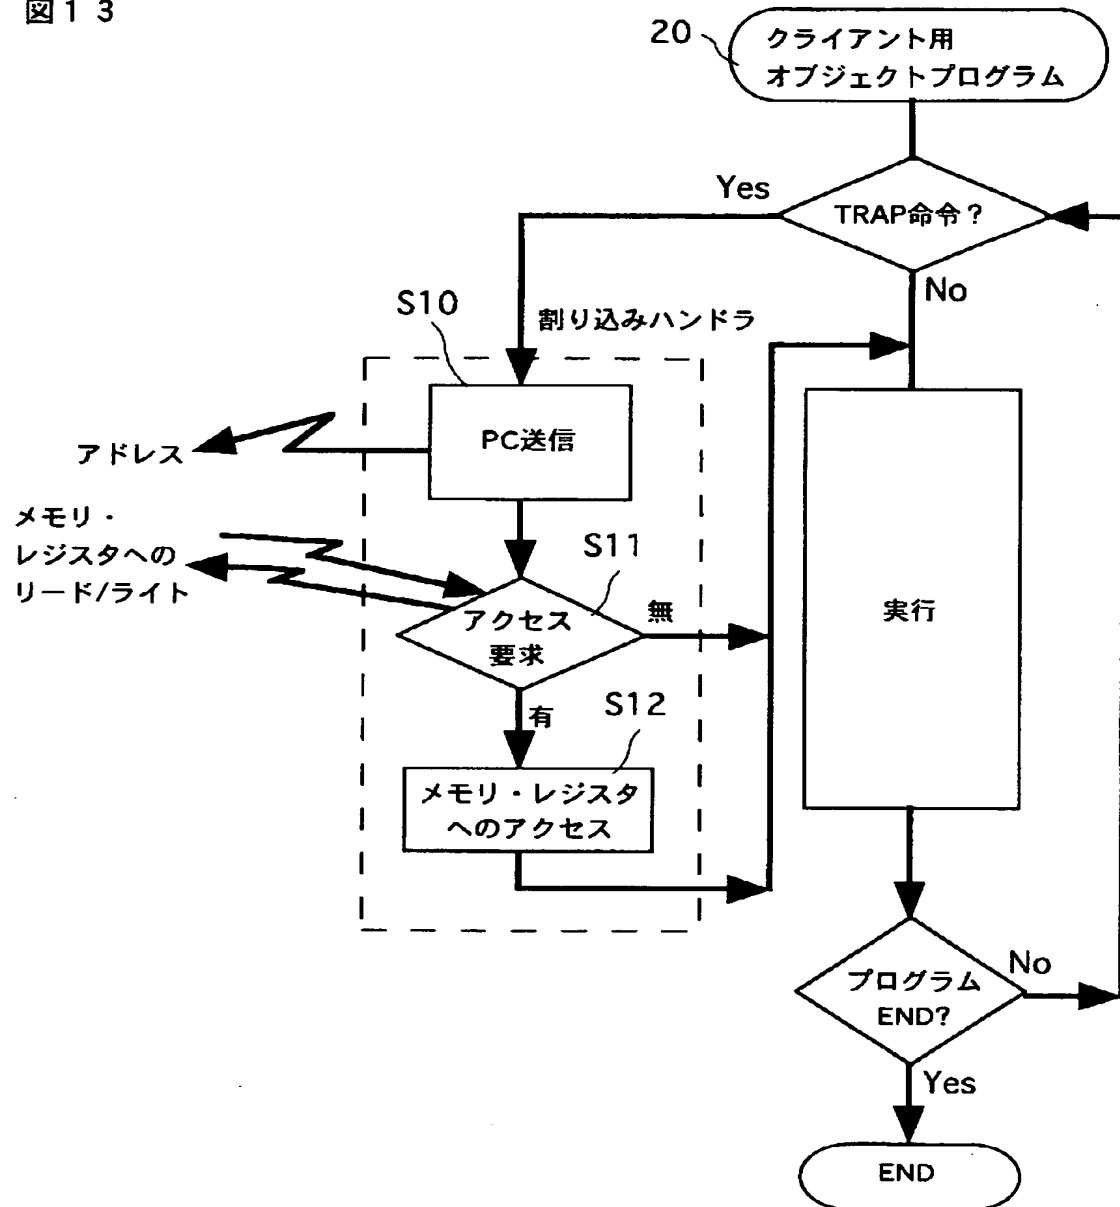 図13
20
クライアント用
オブジェクトプログラム
Yes
TRAP命令?
No
S10
割り込みハンドラ
PC送信
アドレス
メモリ・
レジスタへの
リード/ライト
S11
アクセス
要求
無
実行
有
S12
メモリ・レジスタ
へのアクセス
プログラム
END?
No
Yes
END